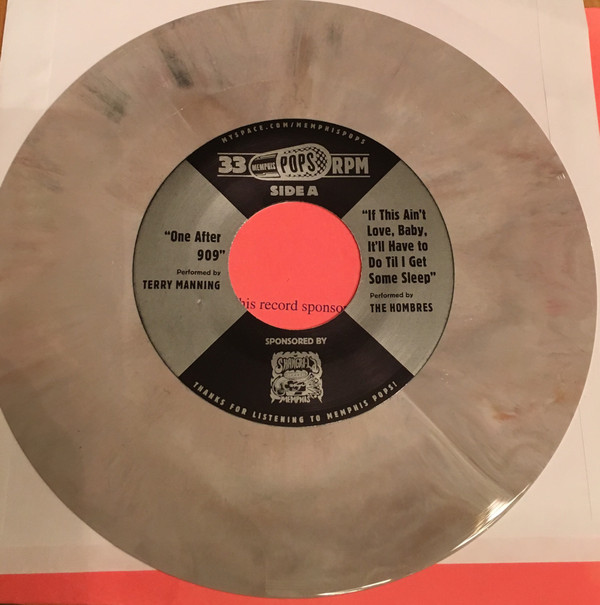 MYSPACE.COM/MEMPHISPOPS
33 MEMPHIS POPS RPM
SIDE A
"One After
909"
Performed by
TERRY MANNING
"If This Ain't
Love, Baby,
It'll Have to
Do Til I Get
Some Sleep"
Performed by
THE HOMBRES
his record sponso
SPONSORED BY
SHANGRI-LA
MEMPHIS
THANKS FOR LISTENING TO MEMPHIS POPS!